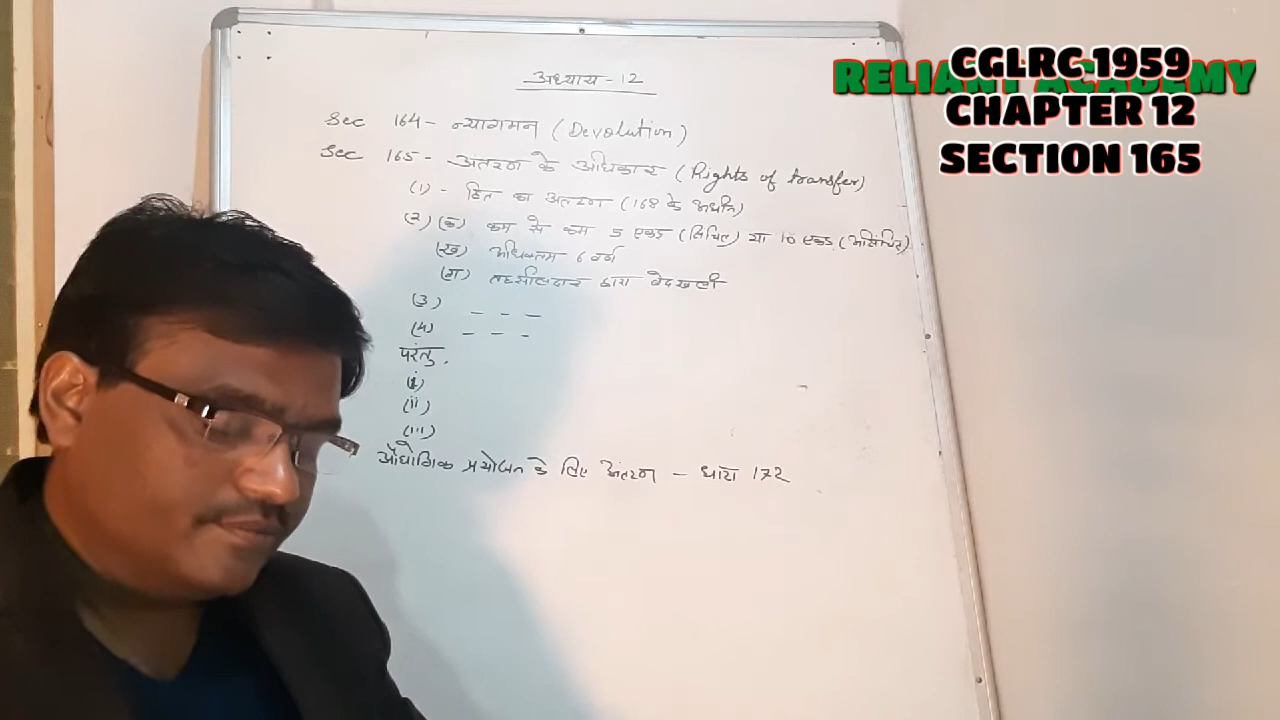 अध्याय - 12
Sec 164 - न्यागमन (Devolution)
Sec 165 - अंतरण के अधिकार (Rights of transfer)
(1) - हित का अंतरण (168 के अधीन)
(2) (क) कम से कम 5 एकड़ (सिंचित) या 10 एकड़ (असिंचित)
(ख) अधिकतम 6 वर्ष
(ग) तहसीलदार द्वारा बेदखली
(3) - - -
(4) - - -
परंतु.
(i)
(ii)
(iii)
औद्योगिक प्रयोजन के लिए अंतरण - धारा 172
RELIANT ACADEMY
CGLRC 1959
CHAPTER 12
SECTION 165